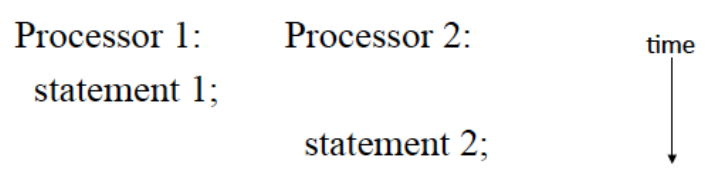 Processor 1: Processor 2: time
statement 1;
statement 2;